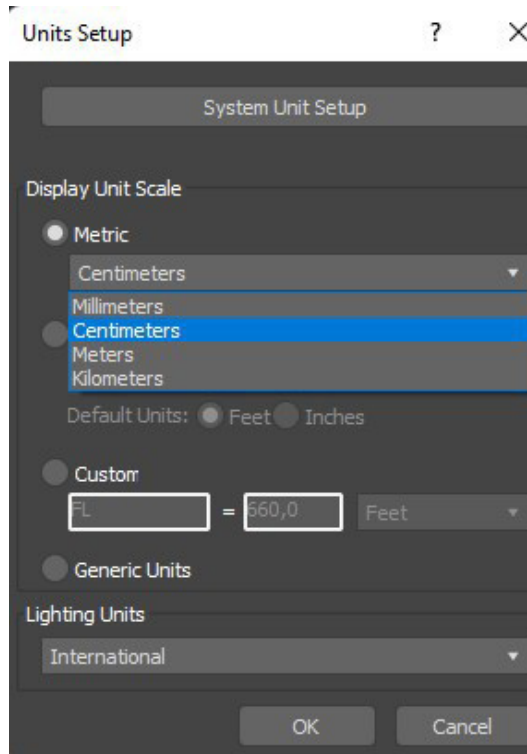 Units Setup ? ×
System Unit Setup
Display Unit Scale
Metric
Centimeters
Millimeters
Centimeters
Meters
Kilometers
Default Units: Feet Inches
Custom
FL = 660,0 Feet
Generic Units
Lighting Units
International
OK Cancel